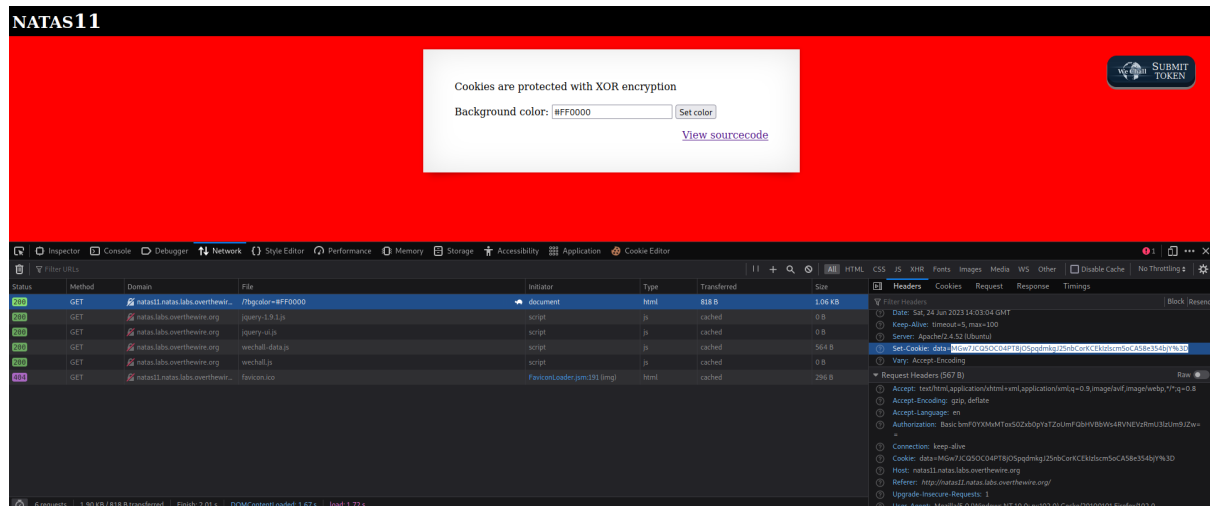 NATAS11
We Chall SUBMIT TOKEN
Cookies are protected with XOR encryption
Background color: #FF0000 Set color
View sourcecode
Inspector Console Debugger Network Style Editor Performance Memory Storage Accessibility Application Cookie Editor 1
Filter URLs All HTML CSS JS XHR Fonts Images Media WS Other Disable Cache No Throttling
Status Method Domain File Initiator Type Transferred Size
200 GET natas11.natas.labs.overthewir... /?bgcolor=#FF0000 document html 818 B 1.06 KB
200 GET natas.labs.overthewire.org jquery-1.9.1.js script js cached 0 B
200 GET natas.labs.overthewire.org jquery-ui.js script js cached 0 B
200 GET natas.labs.overthewire.org wechall-data.js script js cached 564 B
200 GET natas.labs.overthewire.org wechall.js script js cached 0 B
404 GET natas11.natas.labs.overthewir... favicon.ico FaviconLoader.jsm:191 (img) html cached 296 B
6 requests 1.90 KB / 818 B transferred Finish: 2.01 s DOMContentLoaded: 1.67 s load: 1.72 s
Headers Cookies Request Response Timings
Filter Headers Block Resend
Date: Sat, 24 Jun 2023 14:03:04 GMT
Keep-Alive: timeout=5, max=100
Server: Apache/2.4.52 (Ubuntu)
Set-Cookie: data=MGw7JCQ5OC04PT8jOSpqdmkgJ25nbCorKCEkIzlscm5oCA58e354bjY%3D
Vary: Accept-Encoding
Request Headers (567 B) Raw
Accept: text/html,application/xhtml+xml,application/xml;q=0.9,image/avif,image/webp,*/*;q=0.8
Accept-Encoding: gzip, deflate
Accept-Language: en
Authorization: Basic
Connection: keep-alive
Cookie: data=MGw7JCQ5OC04PT8jOSpqdmkgJ25nbCorKCEkIzlscm5oCA58e354bjY%3D
Host: natas11.natas.labs.overthewire.org
Referer: http://natas11.natas.labs.overthewire.org/
Upgrade-Insecure-Requests: 1